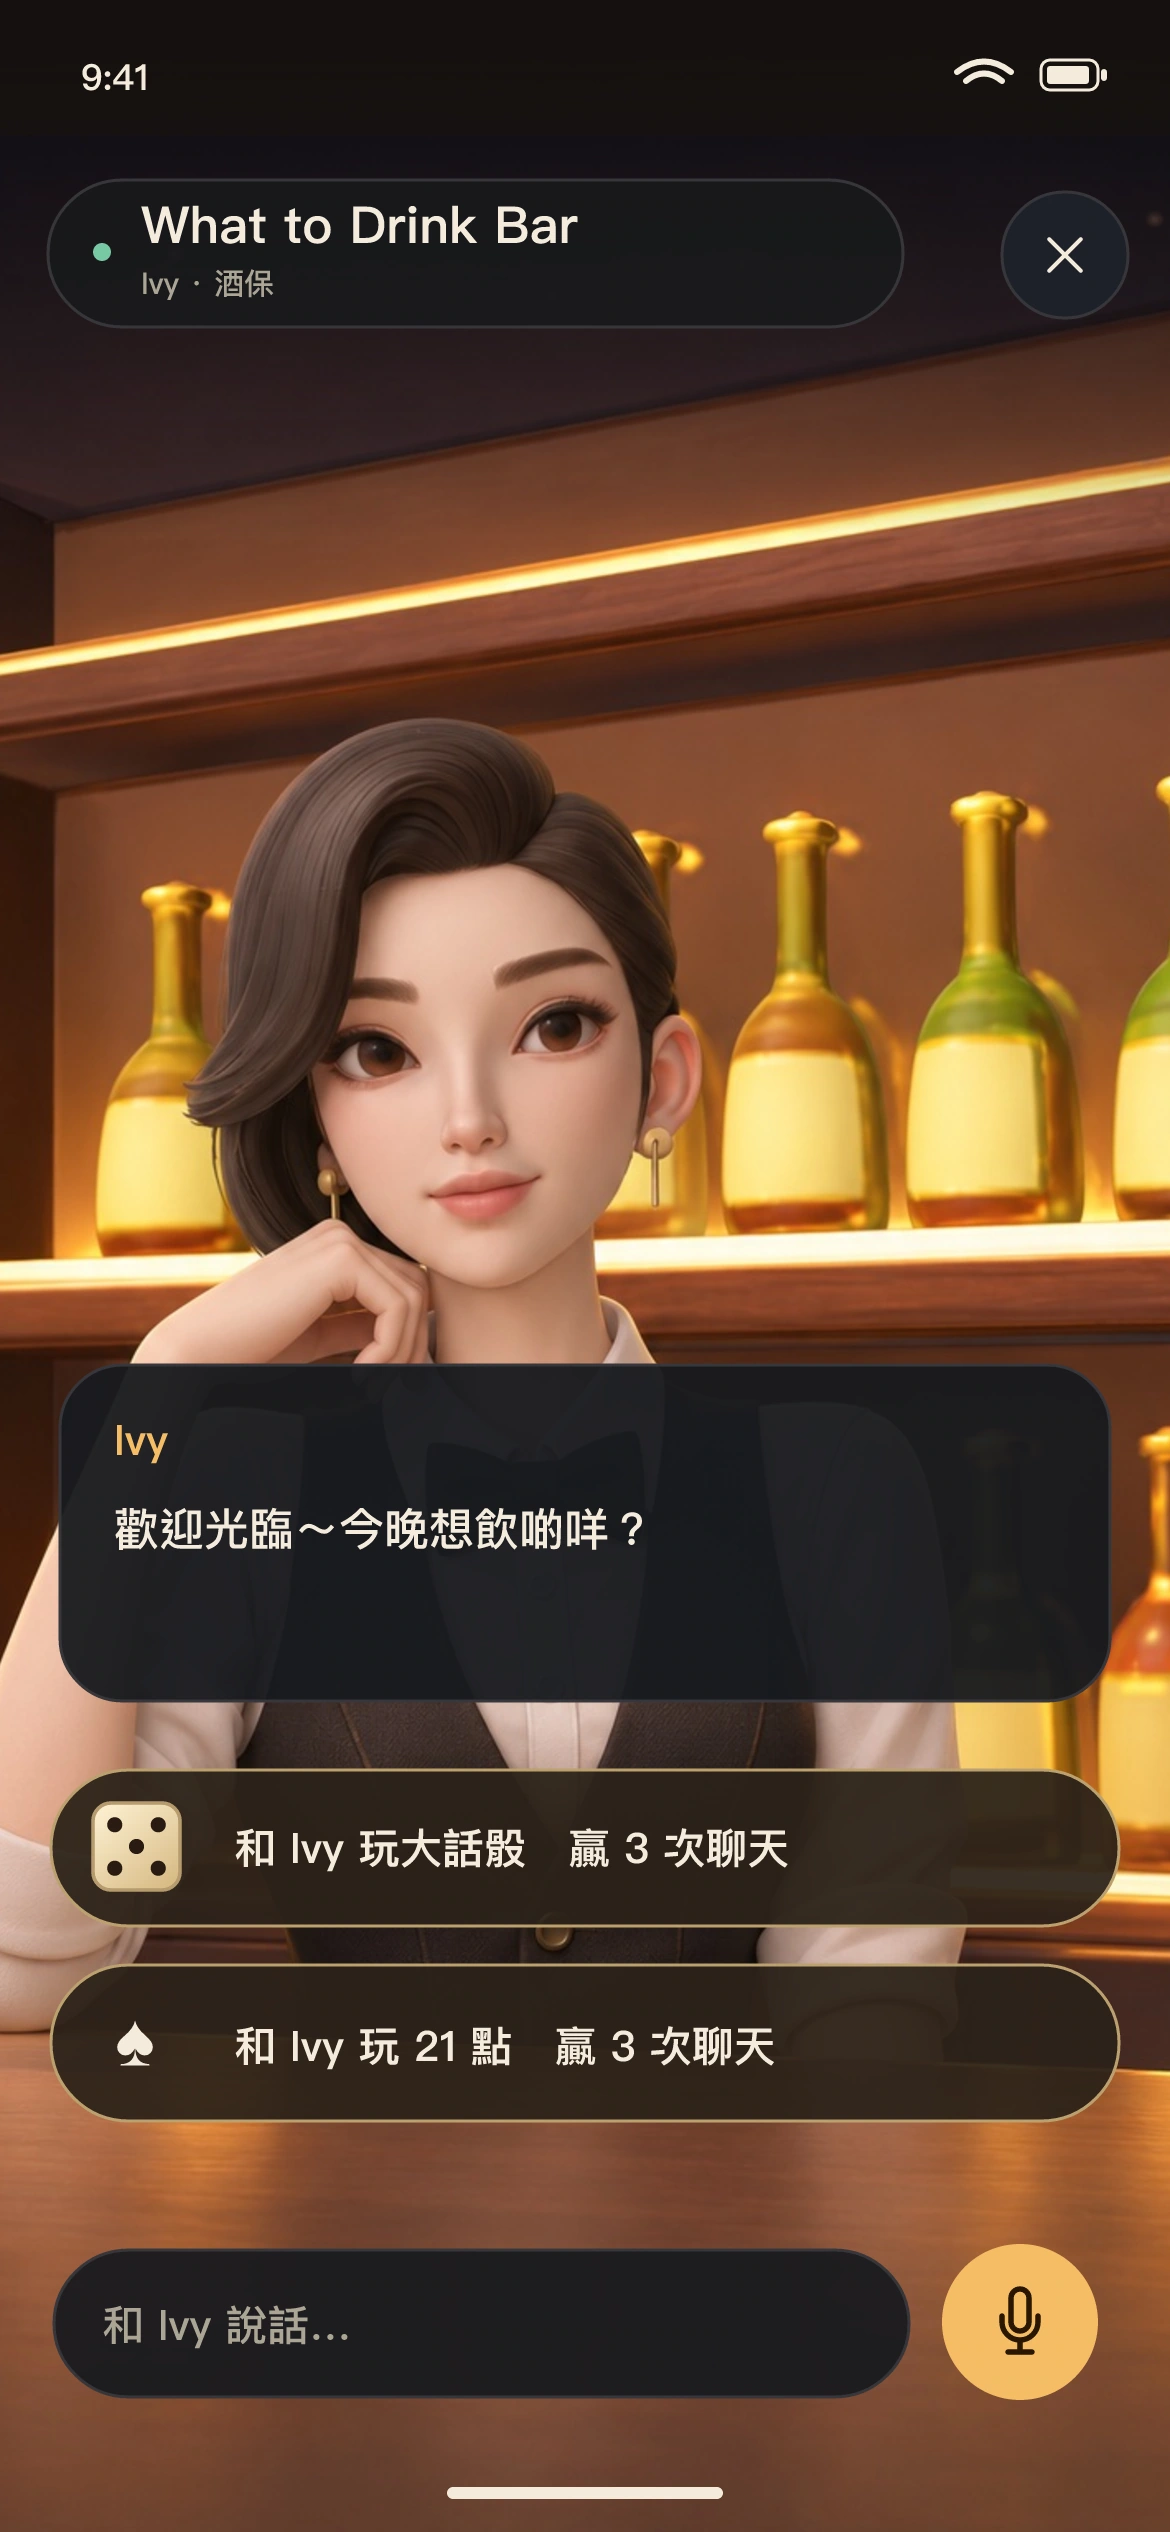 9:41
What to Drink Bar
Ivy · 酒保
Ivy
歡迎光臨～今晚想飲啲咩？
和 Ivy 玩大話骰　贏 3 次聊天
和 Ivy 玩 21 點　贏 3 次聊天
和 Ivy 說話...